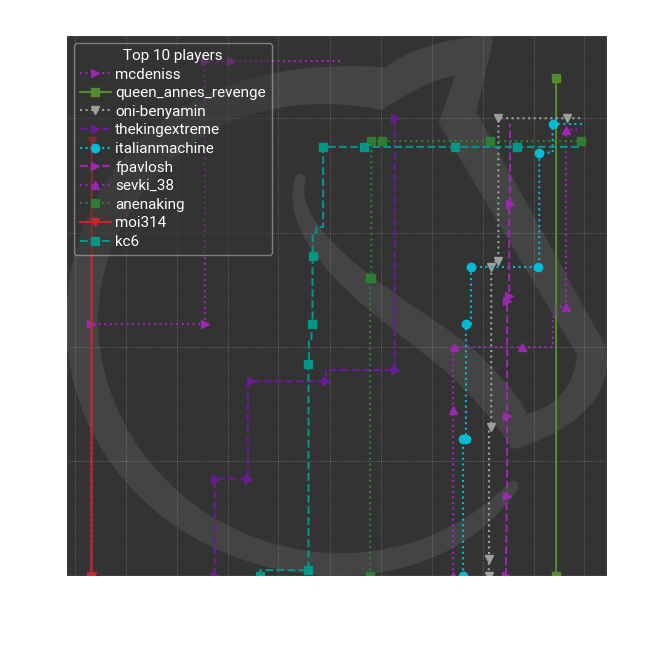 Top 10 players
mcdeniss
queen_annes_revenge
oni-benyamin
thekingextreme
italianmachine
fpavlosh
sevki_38
anenaking
moi314
kc6